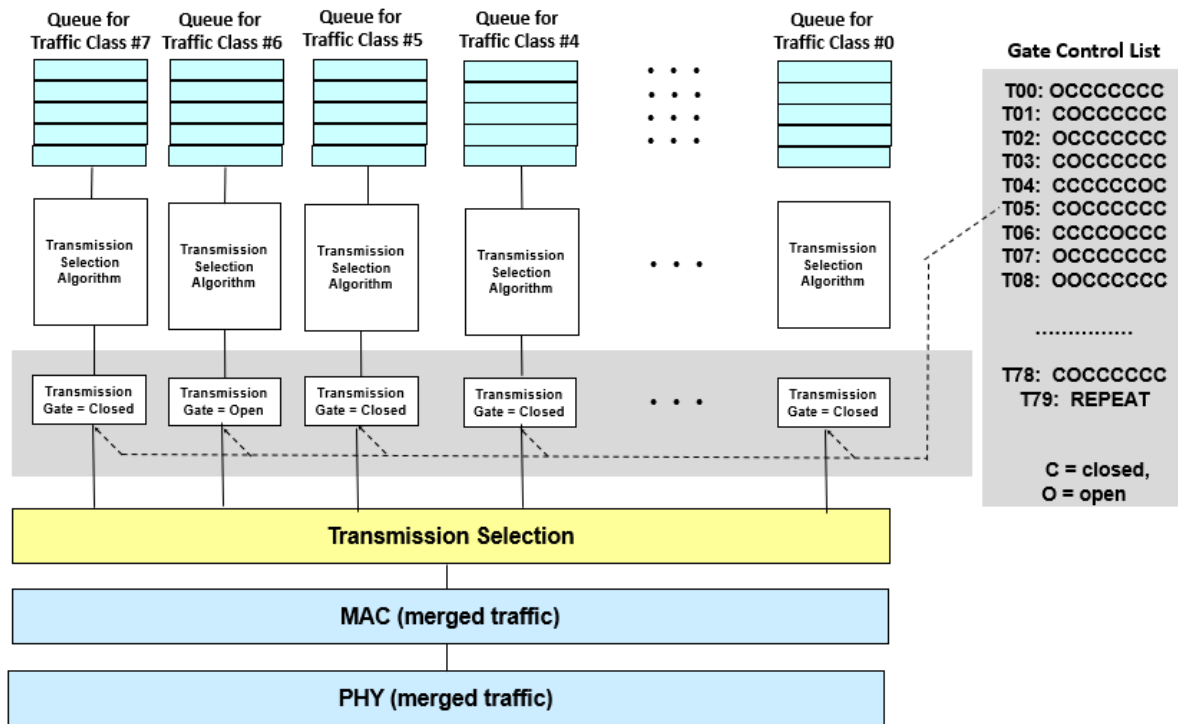 Queue for
Traffic Class #7
Queue for
Traffic Class #6
Queue for
Traffic Class #5
Queue for
Traffic Class #4
Queue for
Traffic Class #0
Gate Control List
T00: OCCCCCCC
T01: COCCCCCC
T02: OCCCCCCC
T03: COCCCCCC
T04: CCCCCCOC
T05: COCCCCCC
T06: CCCCOCCC
T07: OCCCCCCC
T08: OOCCCCCC
...............
T78: COCCCCCC
T79: REPEAT
C = closed,
O = open
Transmission
Selection
Algorithm
Transmission
Selection
Algorithm
Transmission
Selection
Algorithm
Transmission
Selection
Algorithm
Transmission
Selection
Algorithm
Transmission
Gate = Closed
Transmission
Gate = Open
Transmission
Gate = Closed
Transmission
Gate = Closed
Transmission
Gate = Closed
Transmission Selection
MAC (merged traffic)
PHY (merged traffic)